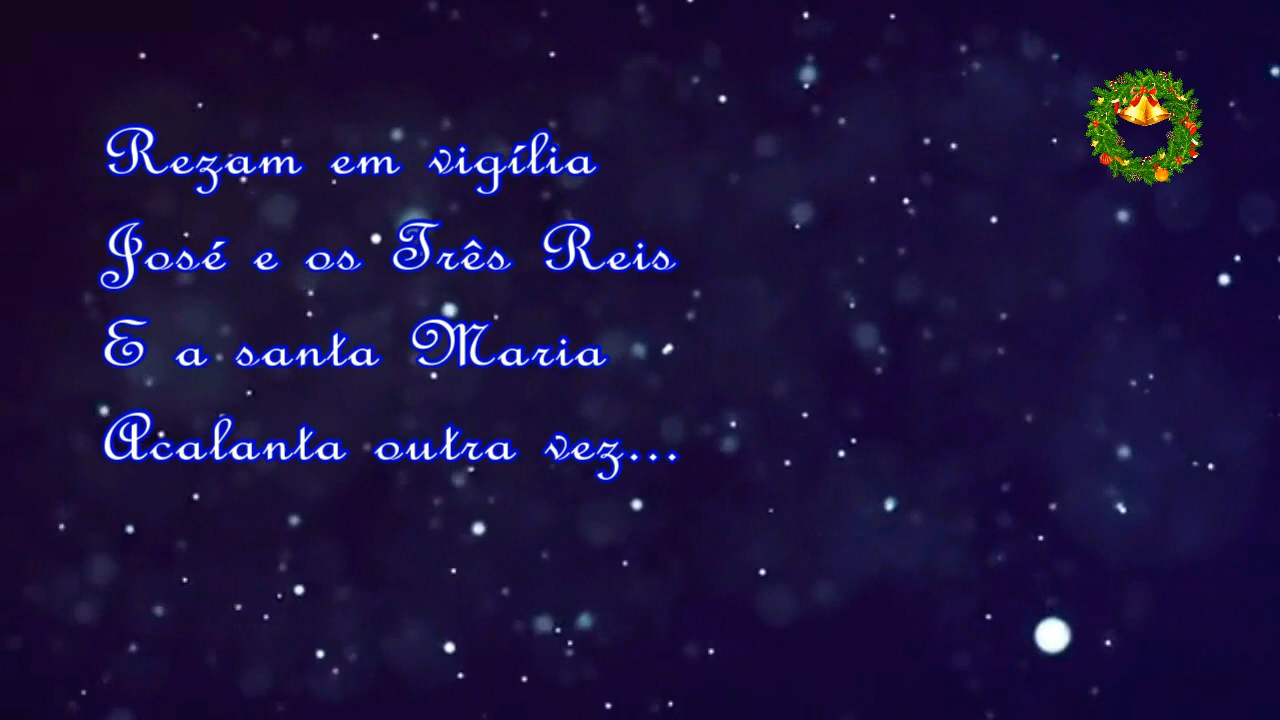 Rezam em vigília
José e os Três Reis
E a santa Maria
Acalanta outra vez...